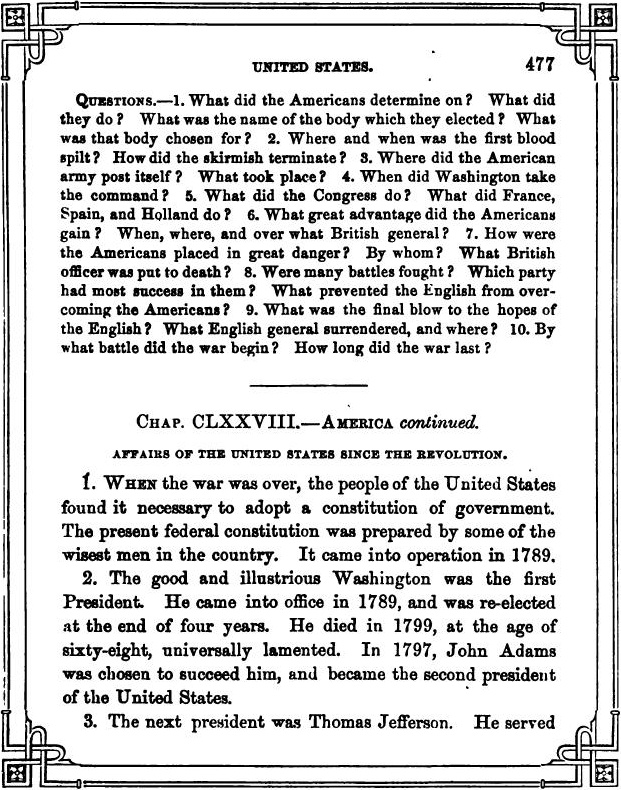 UNITED STATES. 477
QUESTIONS.—1. What did the Americans determine on? What did
they do? What was the name of the body which they elected? What
was that body chosen for? 2. Where and when was the first blood
spilt? How did the skirmish terminate? 3. Where did the American
army post itself? What took place? 4. When did Washington take
the command? 5. What did the Congress do? What did France,
Spain, and Holland do? 6. What great advantage did the Americans
gain? When, where, and over what British general? 7. How were
the Americans placed in great danger? By whom? What British
officer was put to death? 8. Were many battles fought? Which party
had most success in them? What prevented the English from over-
coming the Americans? 9. What was the final blow to the hopes of
the English? What English general surrendered, and where? 10. By
what battle did the war begin? How long did the war last?
CHAP. CLXXVIII.—AMERICA continued.
AFFAIRS OF THE UNITED STATES SINCE THE REVOLUTION.
1. WHEN the war was over, the people of the United States
found it necessary to adopt a constitution of government.
The present federal constitution was prepared by some of the
wisest men in the country. It came into operation in 1789.
2. The good and illustrious Washington was the first
President. He came into office in 1789, and was re-elected
at the end of four years. He died in 1799, at the age of
sixty-eight, universally lamented. In 1797, John Adams
was chosen to succeed him, and became the second president
of the United States.
3. The next president was Thomas Jefferson. He served